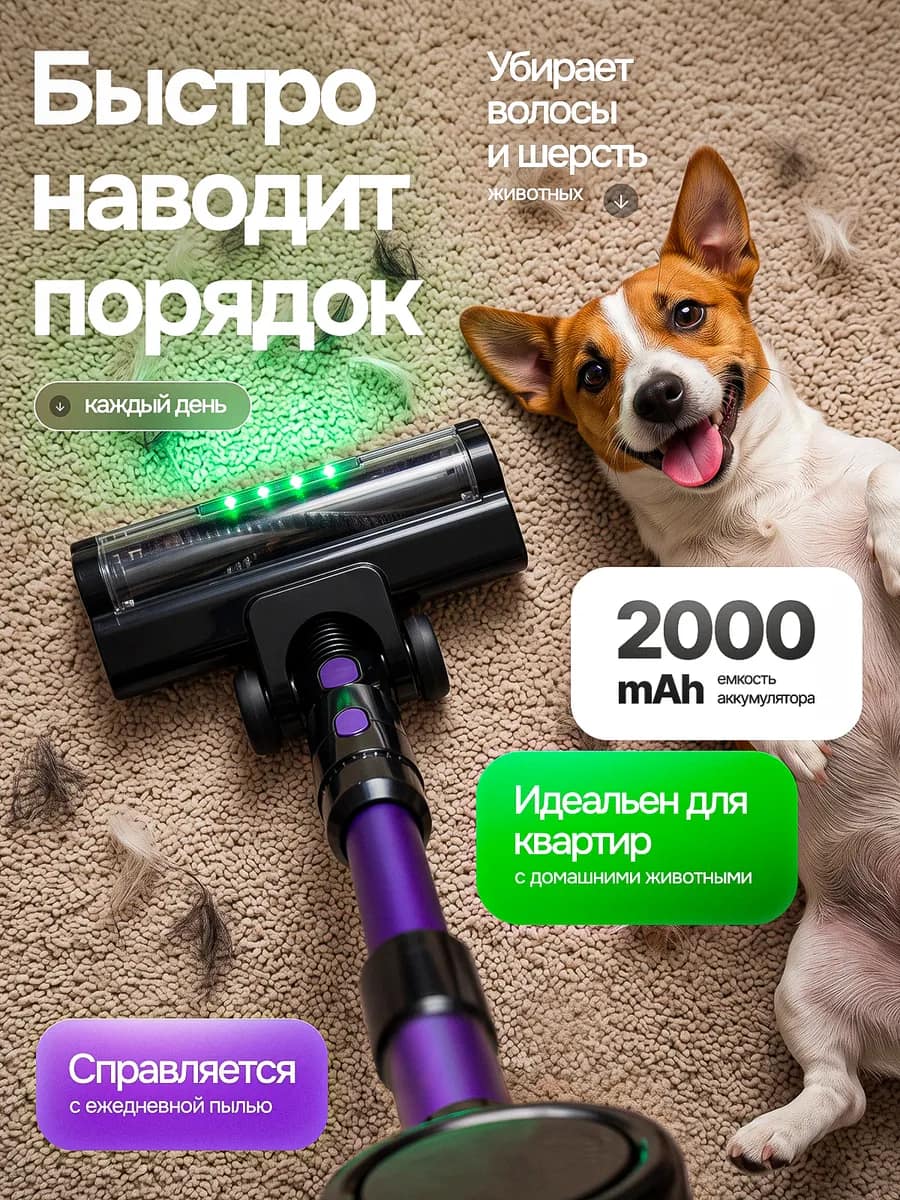 Быстро
наводит
порядок
каждый день
Убирает
волосы
и шерсть
животных
2000
mAh
емкость
аккумулятора
Идеальен для
квартир
с домашними животными
Справляется
с ежедневной пылью